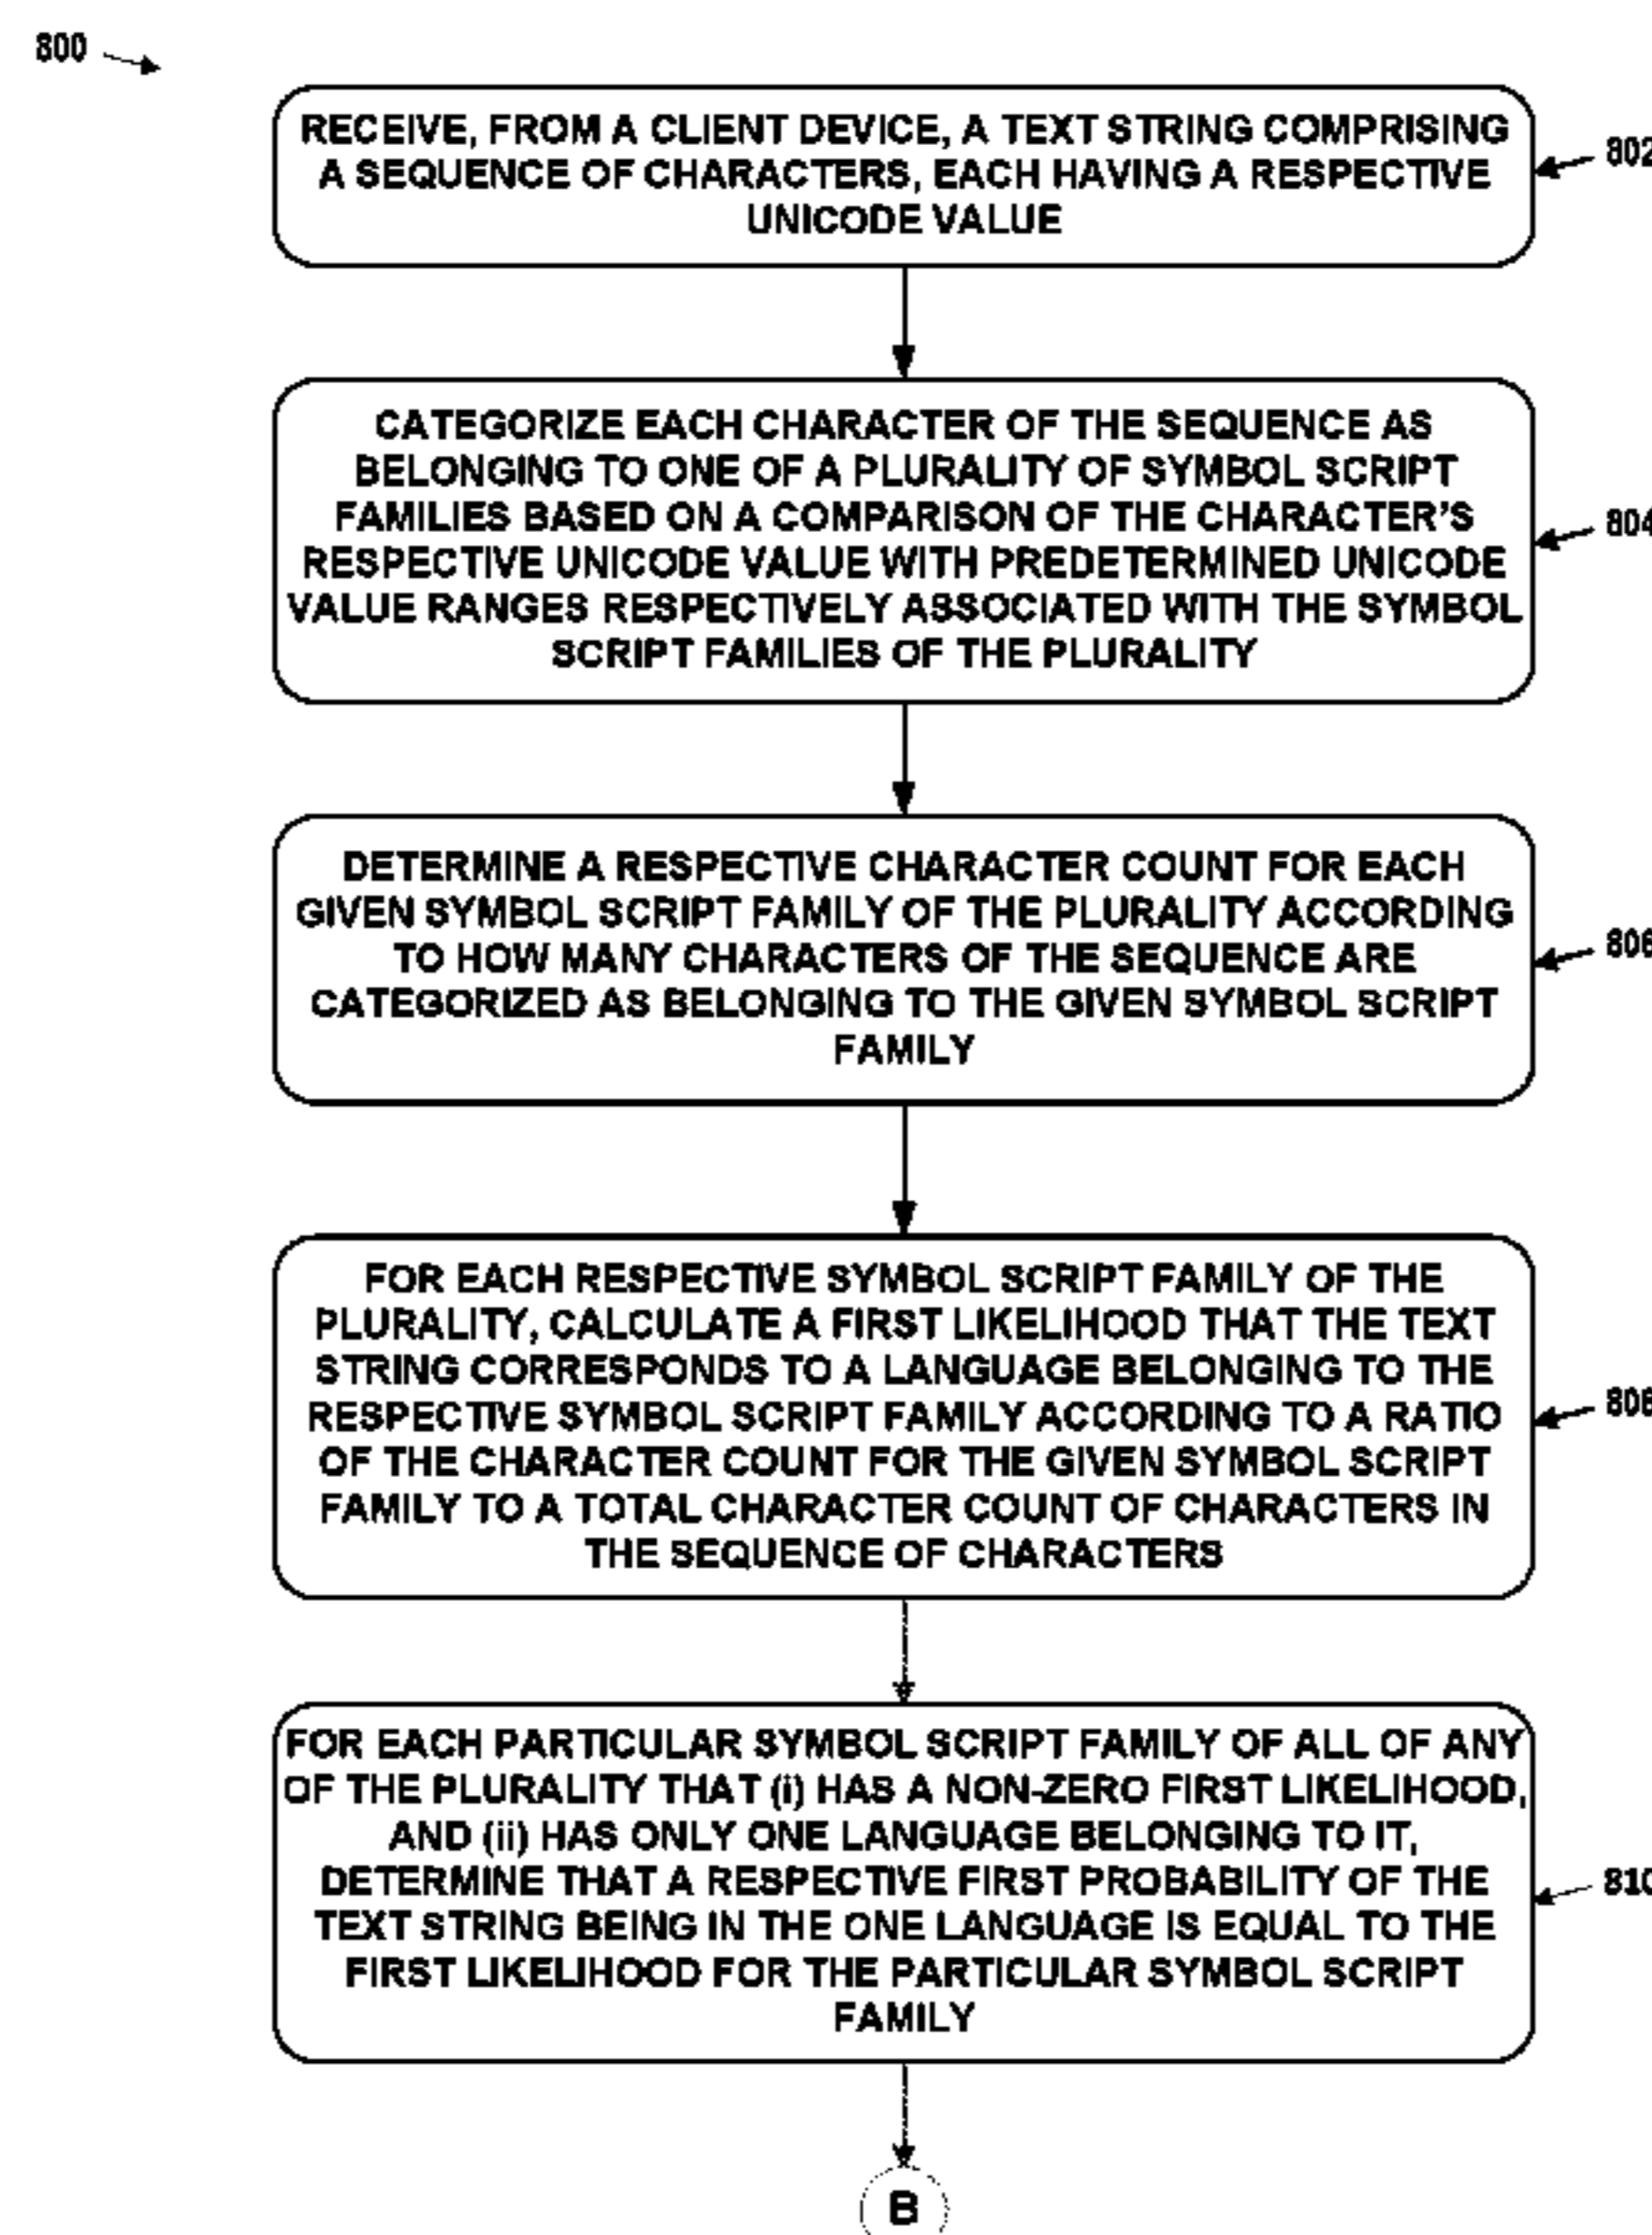 800
RECEIVE, FROM A CLIENT DEVICE, A TEXT STRING COMPRISING
A SEQUENCE OF CHARACTERS, EACH HAVING A RESPECTIVE
UNICODE VALUE
802
CATEGORIZE EACH CHARACTER OF THE SEQUENCE AS
BELONGING TO ONE OF A PLURALITY OF SYMBOL SCRIPT
FAMILIES BASED ON A COMPARISON OF THE CHARACTER'S
RESPECTIVE UNICODE VALUE WITH PREDETERMINED UNICODE
VALUE RANGES RESPECTIVELY ASSOCIATED WITH THE SYMBOL
SCRIPT FAMILIES OF THE PLURALITY
804
DETERMINE A RESPECTIVE CHARACTER COUNT FOR EACH
GIVEN SYMBOL SCRIPT FAMILY OF THE PLURALITY ACCORDING
TO HOW MANY CHARACTERS OF THE SEQUENCE ARE
CATEGORIZED AS BELONGING TO THE GIVEN SYMBOL SCRIPT
FAMILY
806
FOR EACH RESPECTIVE SYMBOL SCRIPT FAMILY OF THE
PLURALITY, CALCULATE A FIRST LIKELIHOOD THAT THE TEXT
STRING CORRESPONDS TO A LANGUAGE BELONGING TO THE
RESPECTIVE SYMBOL SCRIPT FAMILY ACCORDING TO A RATIO
OF THE CHARACTER COUNT FOR THE GIVEN SYMBOL SCRIPT
FAMILY TO A TOTAL CHARACTER COUNT OF CHARACTERS IN
THE SEQUENCE OF CHARACTERS
808
FOR EACH PARTICULAR SYMBOL SCRIPT FAMILY OF ALL OF ANY
OF THE PLURALITY THAT (i) HAS A NON-ZERO FIRST LIKELIHOOD,
AND (ii) HAS ONLY ONE LANGUAGE BELONGING TO IT,
DETERMINE THAT A RESPECTIVE FIRST PROBABILITY OF THE
TEXT STRING BEING IN THE ONE LANGUAGE IS EQUAL TO THE
FIRST LIKELIHOOD FOR THE PARTICULAR SYMBOL SCRIPT
FAMILY
810
B